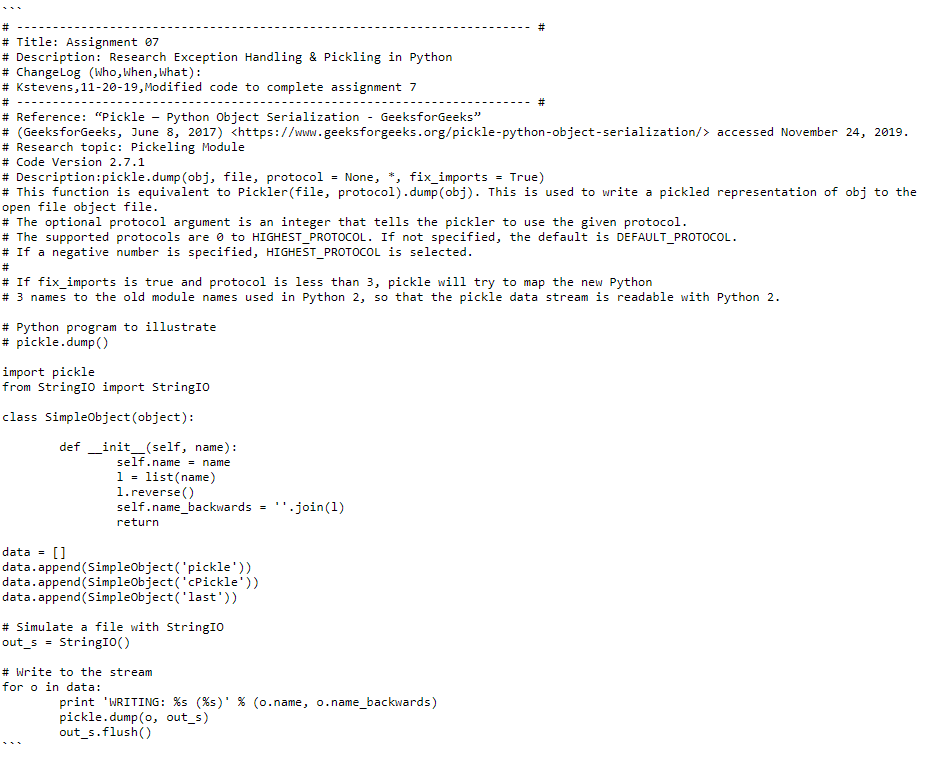 ```
# ----------------------------------------------------------------------- #
# Title: Assignment 07
# Description: Research Exception Handling & Pickling in Python
# ChangeLog (Who,When,What):
# Kstevens,11-20-19,Modified code to complete assignment 7
# ----------------------------------------------------------------------- #
# Reference: “Pickle — Python Object Serialization - GeeksforGeeks”
# (GeeksforGeeks, June 8, 2017) <https://www.geeksforgeeks.org/pickle-python-object-serialization/> accessed November 24, 2019.
# Research topic: Pickeling Module
# Code Version 2.7.1
# Description:pickle.dump(obj, file, protocol = None, *, fix_imports = True)
# This function is equivalent to Pickler(file, protocol).dump(obj). This is used to write a pickled representation of obj to the
open file object file.
# The optional protocol argument is an integer that tells the pickler to use the given protocol.
# The supported protocols are 0 to HIGHEST_PROTOCOL. If not specified, the default is DEFAULT_PROTOCOL.
# If a negative number is specified, HIGHEST_PROTOCOL is selected.
#
# If fix_imports is true and protocol is less than 3, pickle will try to map the new Python
# 3 names to the old module names used in Python 2, so that the pickle data stream is readable with Python 2.

# Python program to illustrate
# pickle.dump()

import pickle
from StringIO import StringIO

class SimpleObject(object):

        def __init__(self, name):
                self.name = name
                l = list(name)
                l.reverse()
                self.name_backwards = ''.join(l)
                return

data = []
data.append(SimpleObject('pickle'))
data.append(SimpleObject('cPickle'))
data.append(SimpleObject('last'))

# Simulate a file with StringIO
out_s = StringIO()

# Write to the stream
for o in data:
        print 'WRITING: %s (%s)' % (o.name, o.name_backwards)
        pickle.dump(o, out_s)
        out_s.flush()
```